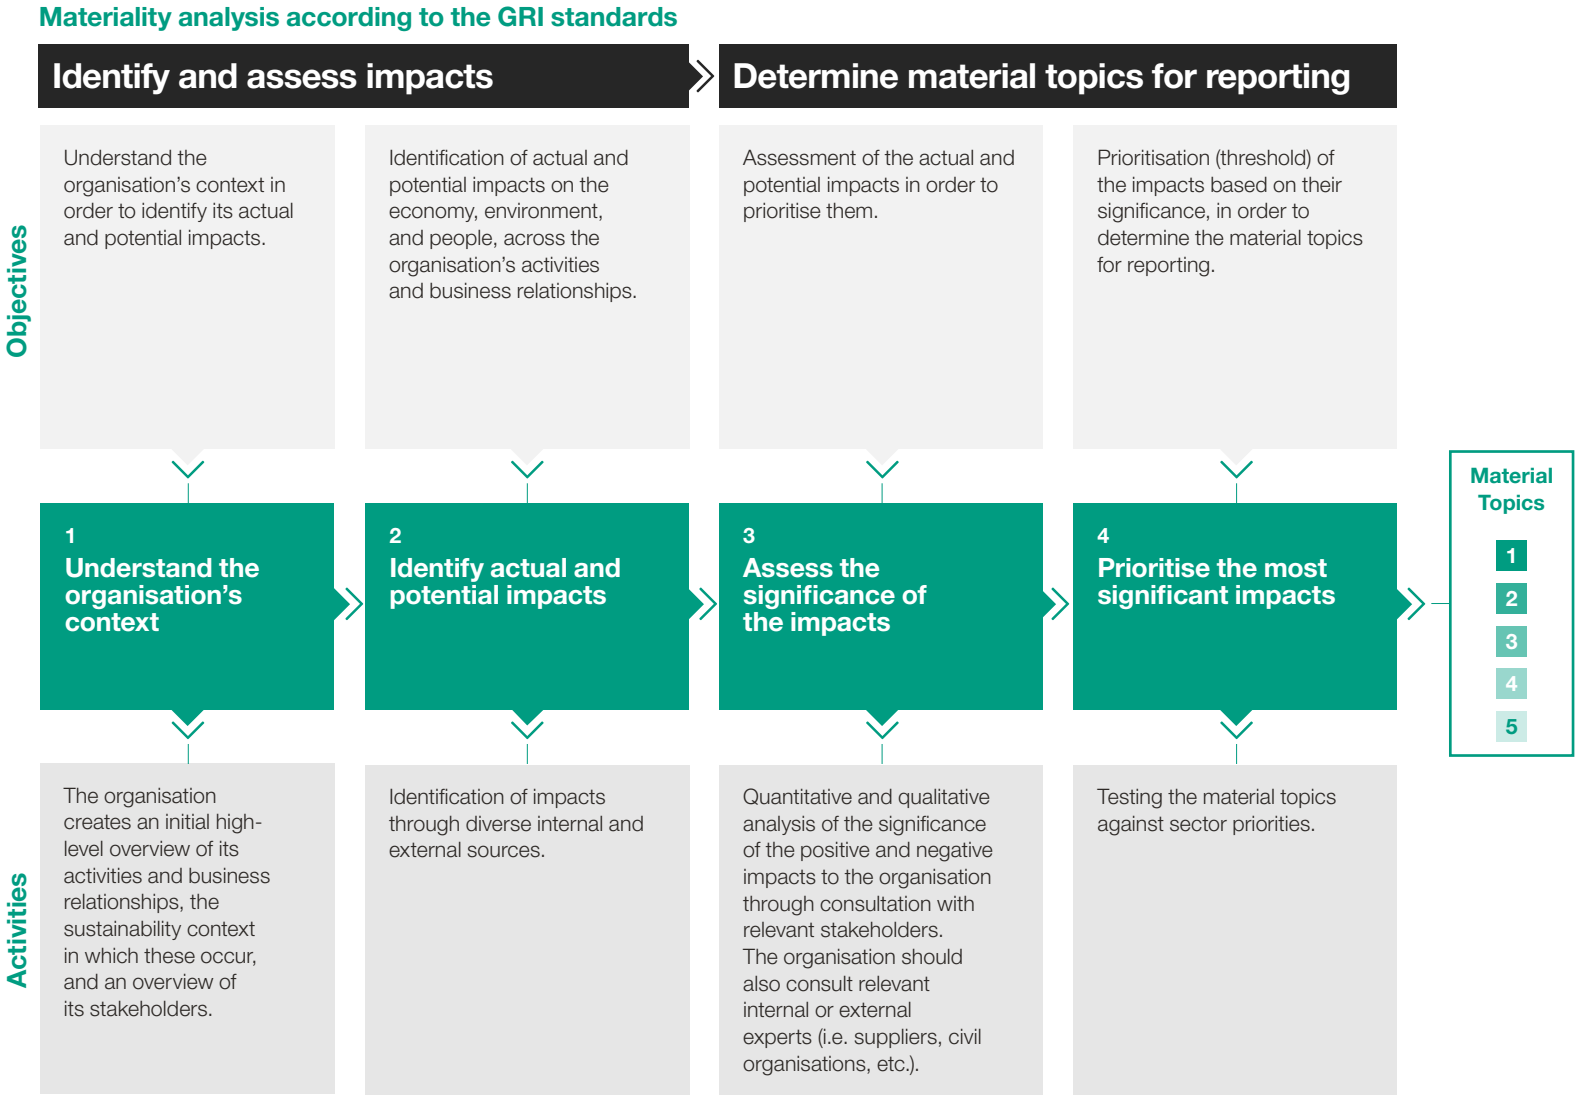 Materiality analysis according to the GRI standards
Identify and assess impacts
Determine material topics for reporting
Objectives
Understand the
organisation's context in
order to identify its actual
and potential impacts.
Identification of actual and
potential impacts on the
economy, environment,
and people, across the
organisation's activities
and business relationships.
Assessment of the actual and
potential impacts in order to
prioritise them.
Prioritisation (threshold) of
the impacts based on their
significance, in order to
determine the material topics
for reporting.
1
Understand the
organisation's
context
2
Identify actual and
potential impacts
3
Assess the
significance of
the impacts
4
Prioritise the most
significant impacts
Material
Topics
1
2
3
4
5
Activities
The organisation
creates an initial high-
level overview of its
activities and business
relationships, the
sustainability context
in which these occur,
and an overview of
its stakeholders.
Identification of impacts
through diverse internal and
external sources.
Quantitative and qualitative
analysis of the significance
of the positive and negative
impacts to the organisation
through consultation with
relevant stakeholders.
The organisation should
also consult relevant
internal or external
experts (i.e. suppliers, civil
organisations, etc.).
Testing the material topics
against sector priorities.